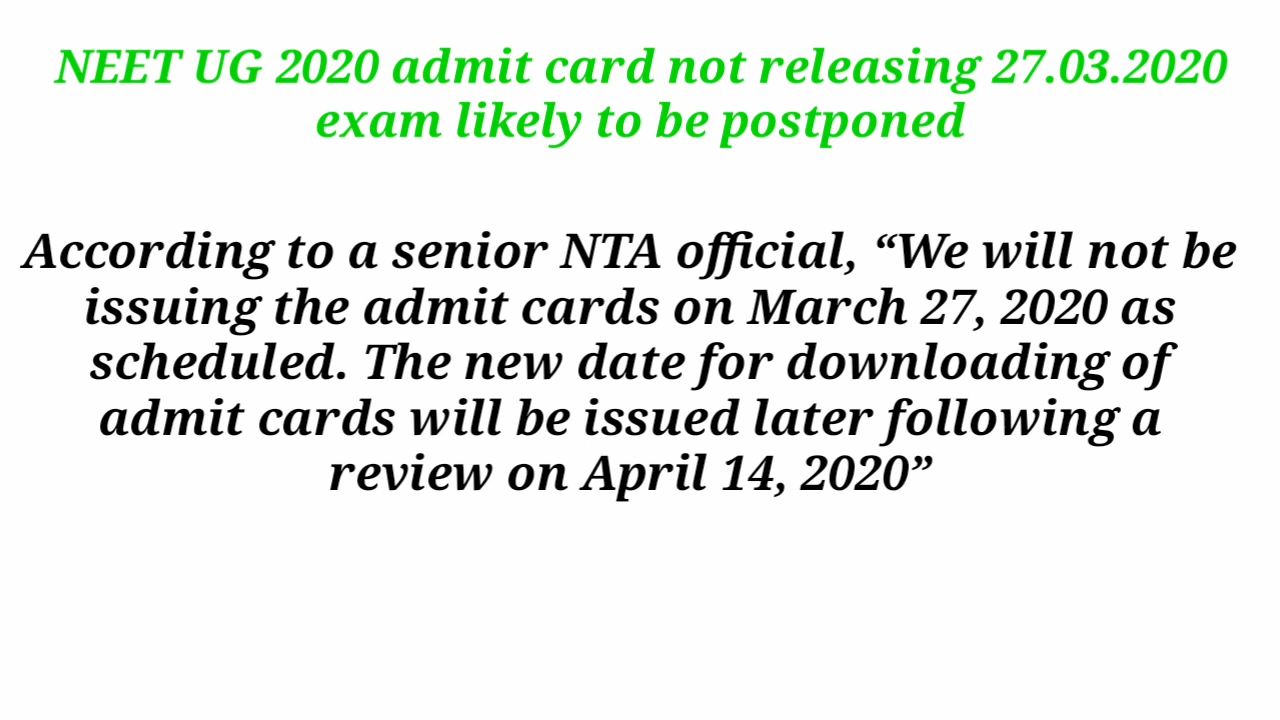 NEET UG 2020 admit card not releasing 27.03.2020
exam likely to be postponed
According to a senior NTA official, “We will not be
issuing the admit cards on March 27, 2020 as
scheduled. The new date for downloading of
admit cards will be issued later following a
review on April 14, 2020”